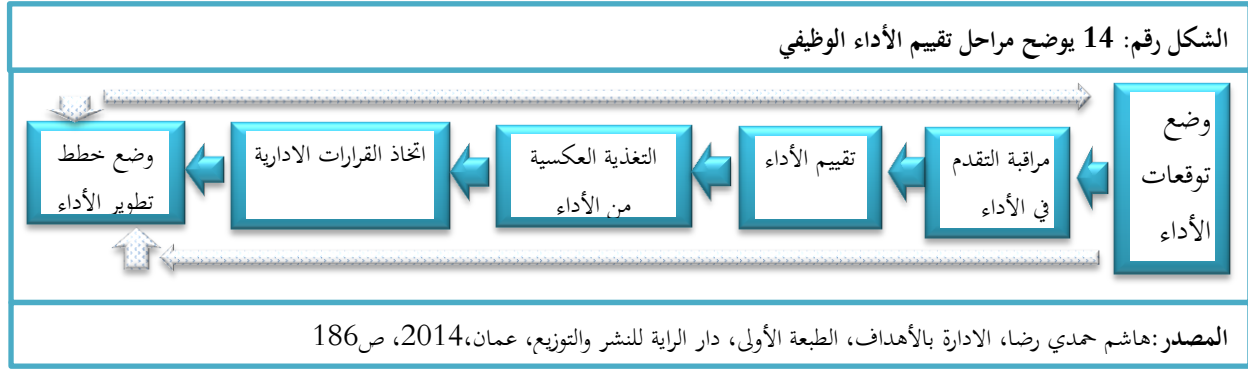 الشكل رقم: 14 يوضح مراحل تقييم الأداء الوظيفي
وضع
توقعات
الأداء
مراقبة التقدم
في الأداء
تقييم الأداء
التغذية العكسية
من الأداء
اتخاذ القرارات الادارية
وضع خطط
تطوير الأداء
المصدر:هاشم حمدي رضا، الادارة بالأهداف، الطبعة الأولى، دار الراية للنشر والتوزيع، عمان،2014، ص186